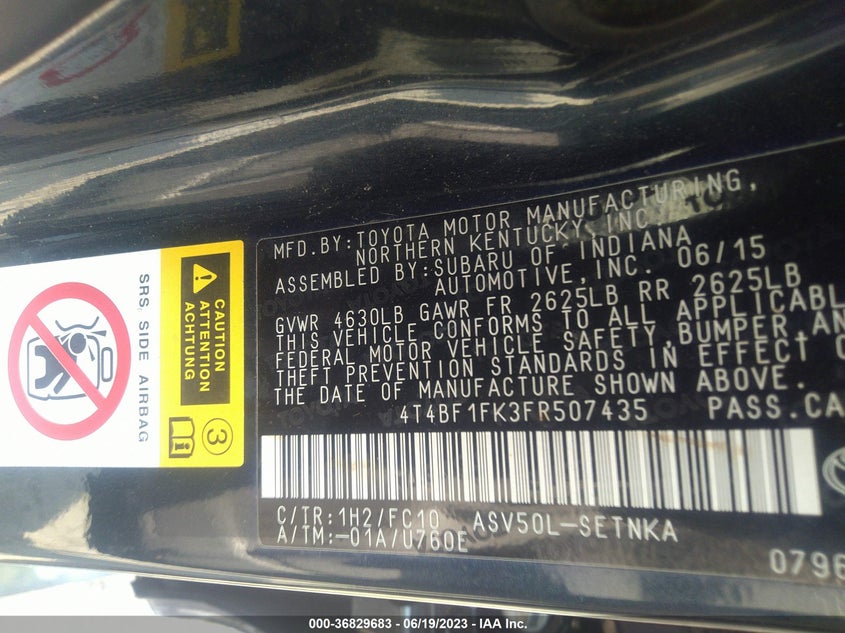 SRS SIDE AIRBAG
CAUTION
ATTENTION
ACHTUNG
3
MFD.BY:TOYOTA MOTOR MANUFACTURING,
NORTHERN KENTUCKY, INC.
ASSEMBLED BY:SUBARU OF INDIANA
AUTOMOTIVE,INC. 06/15
GVWR 4630LB GAWR FR 2625LB RR 2625LB
THIS VEHICLE CONFORMS TO ALL APPLICABL
FEDERAL MOTOR VEHICLE SAFETY,BUMPER AN
THEFT PREVENTION STANDARDS IN EFFECT O
THE DATE OF MANUFACTURE SHOWN ABOVE.
4T4BF1FK3FR507435 PASS.CA
C/TR:1H2/FC10 ASV50L-SETNKA
A/TM:-01A/U760E
0796
000-36829683 - 06/19/2023 - © IAA Inc.